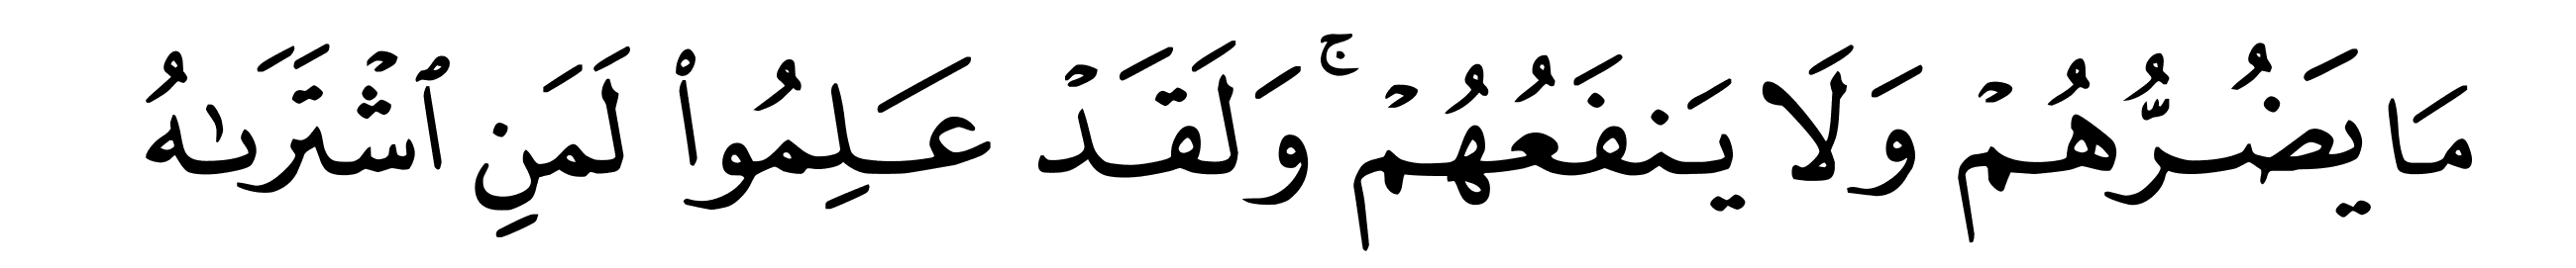 مَا يَضُرُّهُمْ وَلَا يَنفَعُهُمْ ۚ وَلَقَدْ عَلِمُوا۟ لَمَنِ ٱشْتَرَىٰهُ